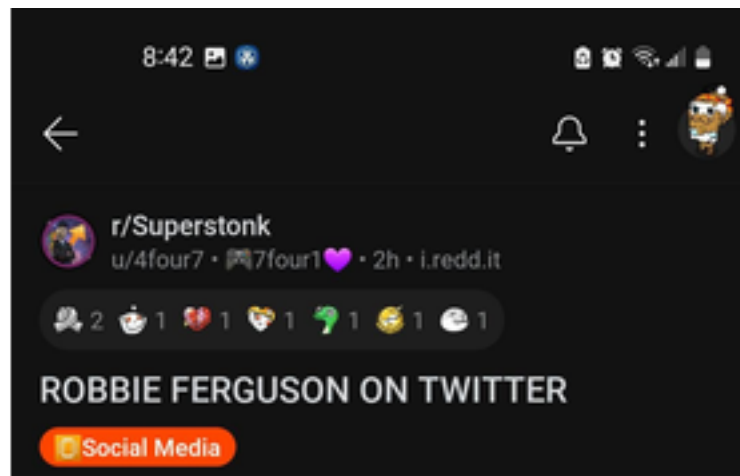 8:42
r/Superstonk
u/4four7 • 🎮7four1💜 • 2h • i.redd.it
2 1 1 1 1 1 1
ROBBIE FERGUSON ON TWITTER
Social Media